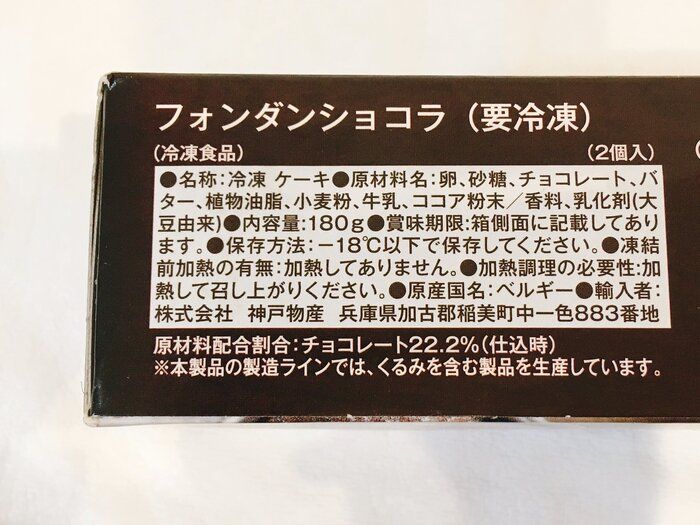 フォンダンショコラ（要冷凍）
（冷凍食品）
（2個入）
●名称:冷凍 ケーキ●原材料名:卵、砂糖、チョコレート、バ
ター、植物油脂、小麦粉、牛乳、ココア粉末／香料、乳化剤(大
豆由来)●内容量:180g●賞味期限:箱側面に記載してあり
ます。●保存方法:－18℃以下で保存してください。●凍結
前加熱の有無:加熱してありません。●加熱調理の必要性:加
熱して召し上がりください。●原産国名:ベルギー●輸入者:
株式会社 神戸物産 兵庫県加古郡稲美町中一色883番地
原材料配合割合:チョコレート22.2%(仕込時)
※本製品の製造ラインでは、くるみを含む製品を生産しています。